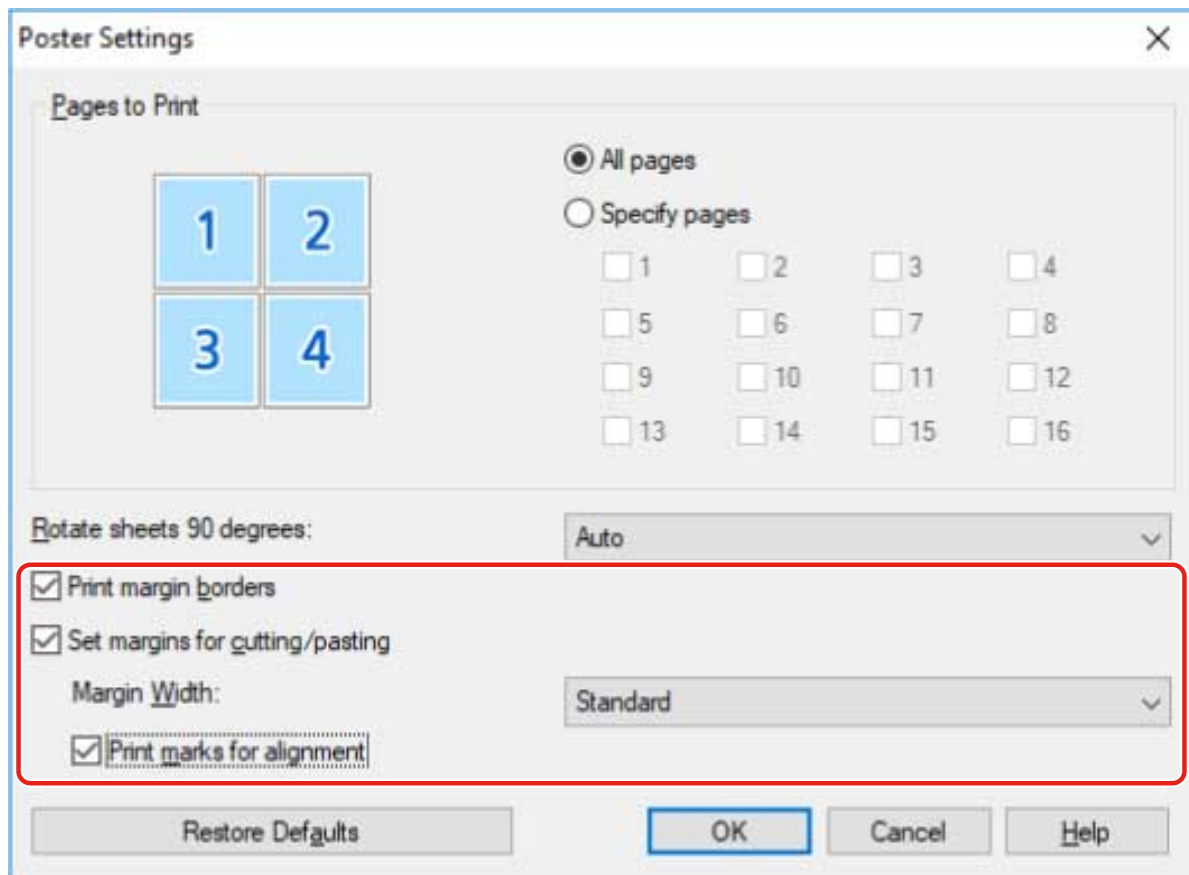 Poster Settings
Pages to Print
1 2
3 4
All pages
Specify pages
1 2 3 4
5 6 7 8
9 10 11 12
13 14 15 16
Rotate sheets 90 degrees: Auto
Print margin borders
Set margins for cutting/pasting
Margin Width: Standard
Print marks for alignment
Restore Defaults OK Cancel Help